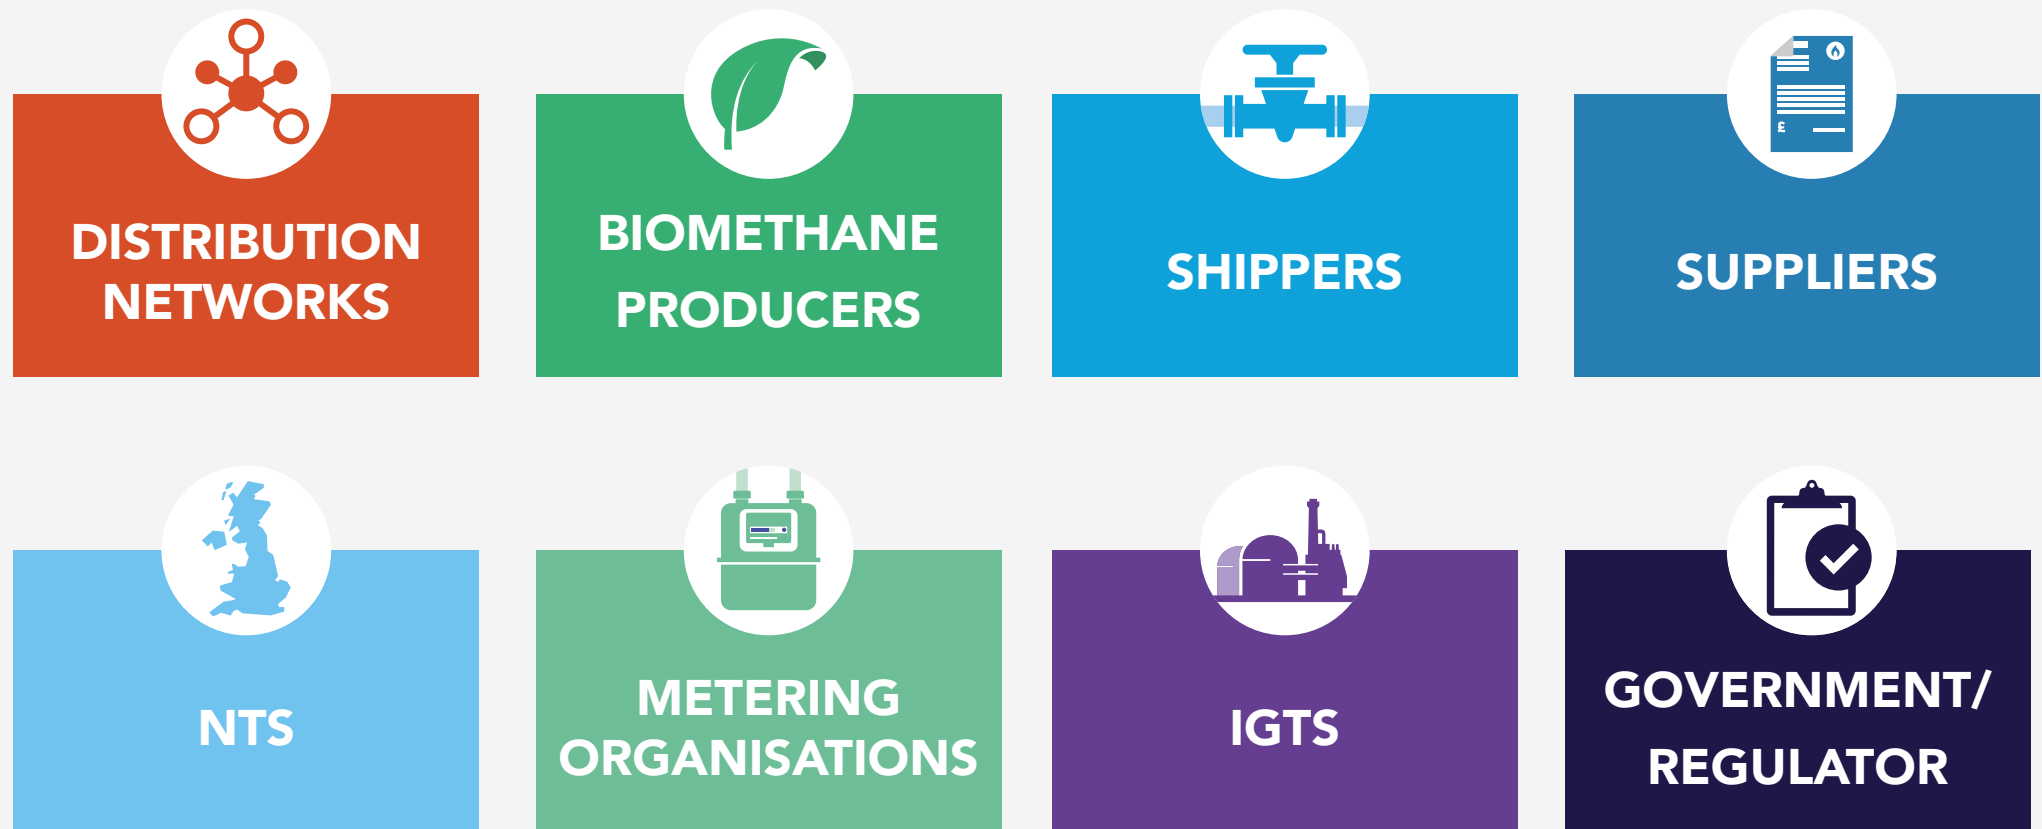 DISTRIBUTION
NETWORKS
BIOMETHANE
PRODUCERS
SHIPPERS
£
SUPPLIERS
NTS
METERING
ORGANISATIONS
IGTS
GOVERNMENT/
REGULATOR